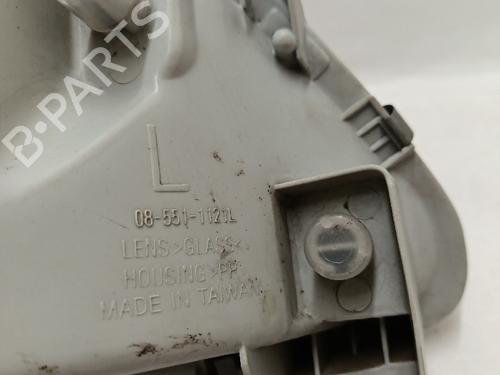 B-PARTS
L
08-551-1121L
LENS>GLASS<
HOUSING>PP<
MADE IN TAIWAN